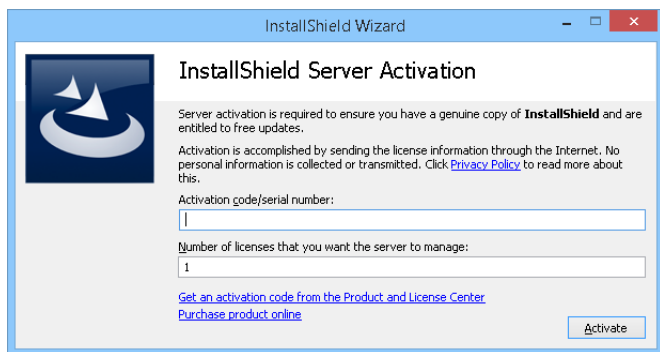 InstallShield Wizard
InstallShield Server Activation
Server activation is required to ensure you have a genuine copy of InstallShield and are
entitled to free updates.
Activation is accomplished by sending the license information through the Internet. No
personal information is collected or transmitted. Click Privacy Policy to read more about
this.
Activation code/serial number:
Number of licenses that you want the server to manage:
1
Get an activation code from the Product and License Center
Purchase product online
Activate